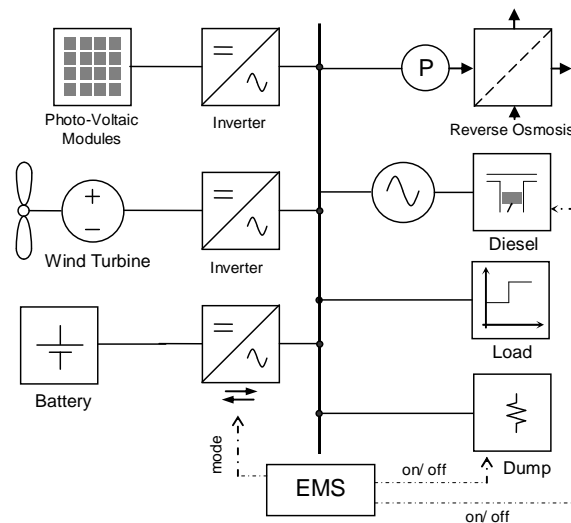 P
Photo-Voltaic
Modules
Inverter
Reverse Osmosis
+
−
Wind Turbine
Inverter
Diesel
Battery
Load
mode
EMS
on/ off
Dump
on/ off